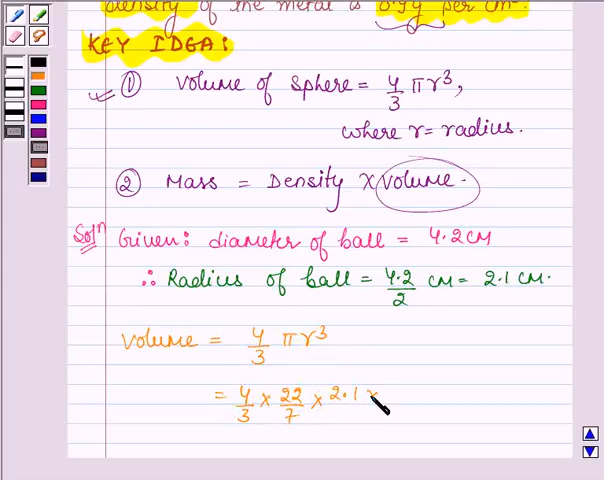 density of the metal is 8.9g per cm³
KEY IDEA:
① Volume of sphere = 4/3 πr³,
where r = radius.
② Mass = Density × Volume.
Solⁿ Given: diameter of ball = 4.2cm
∴ Radius of ball = 4.2/2 cm = 2.1 cm.
Volume = 4/3 πr³
= 4/3 × 22/7 × 2.1 ×